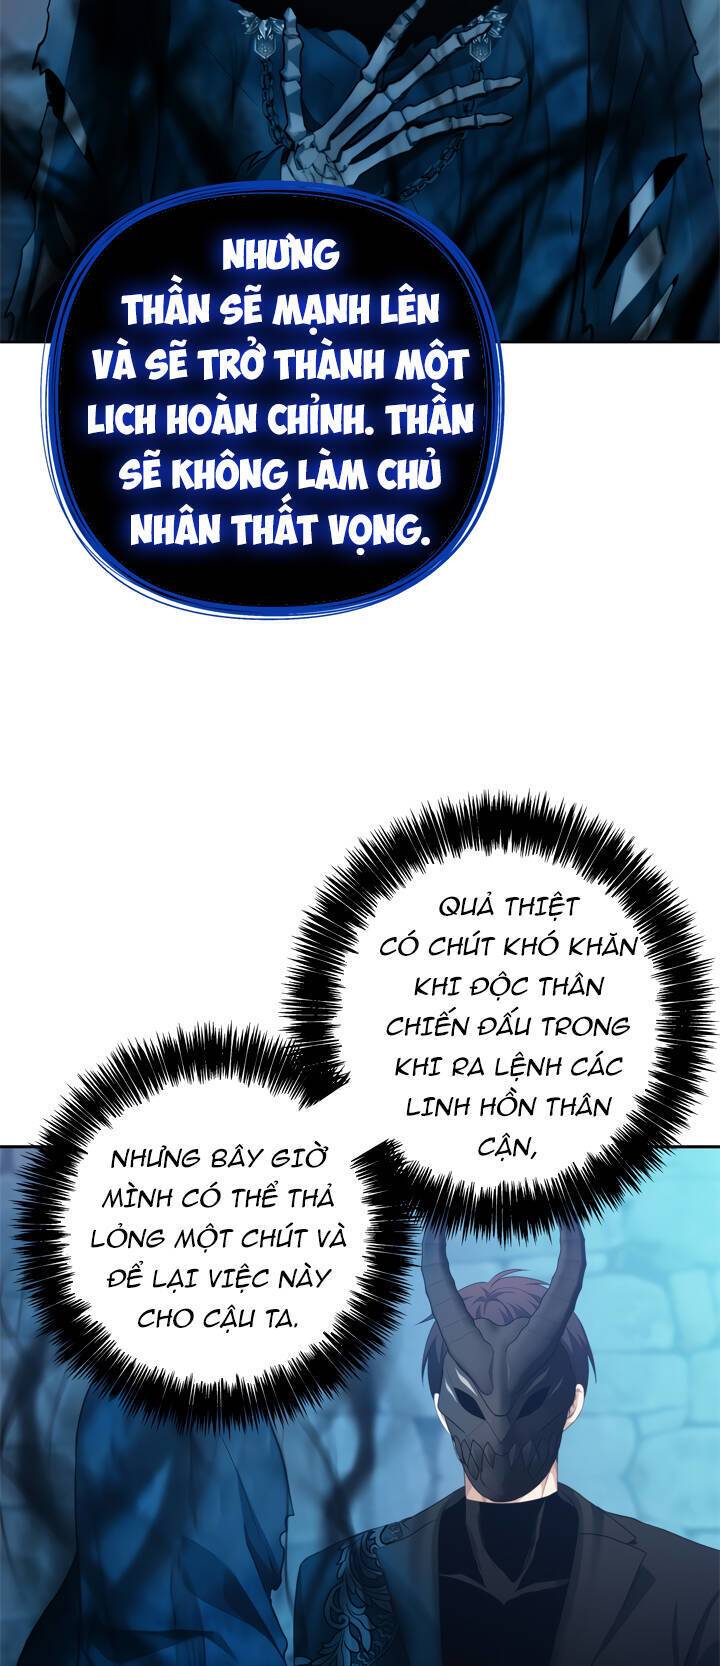 NHƯNG
THẦN SẼ MẠNH LÊN
VÀ SẼ TRỞ THÀNH MỘT
LICH HOÀN CHỈNH. THẦN
SẼ KHÔNG LÀM CHỦ
NHÂN THẤT VỌNG.
QUẢ THIỆT
CÓ CHÚT KHÓ KHĂN
KHI ĐỘC THÂN
CHIẾN ĐẤU TRONG
KHI RA LỆNH CÁC
LINH HỒN THÂN
CẬN,
NHƯNG BÂY GIỜ
MÌNH CÓ THỂ THẢ
LỎNG MỘT CHÚT VÀ
ĐỂ LẠI VIỆC NÀY
CHO CẬU TA.